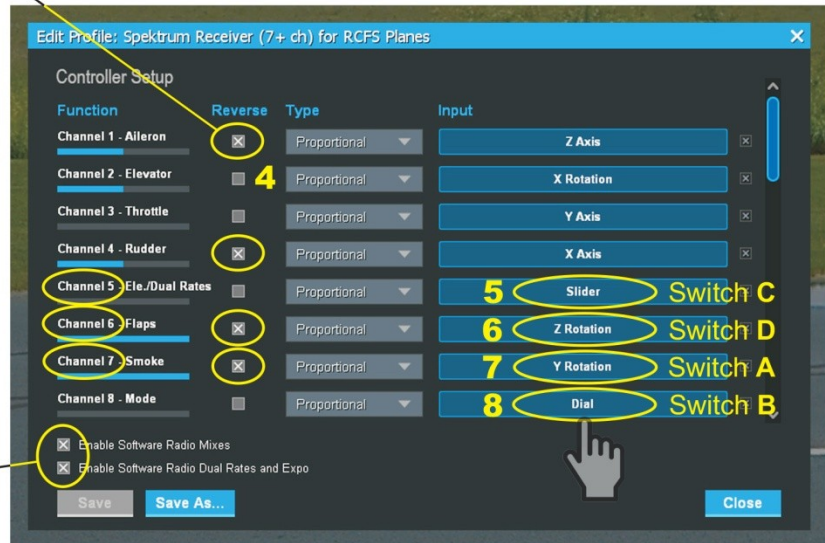 Edit Profile: Spektrum Receiver (7+ ch) for RCFS Planes
Controller Setup
Function Reverse Type Input
Channel 1 - Aileron Proportional Z Axis
Channel 2 - Elevator 4 Proportional X Rotation
Channel 3 - Throttle Proportional Y Axis
Channel 4 - Rudder Proportional X Axis
Channel 5 - Ele./Dual Rates Proportional 5 Slider Switch C
Channel 6 - Flaps Proportional 6 Z Rotation Switch D
Channel 7 - Smoke Proportional 7 Y Rotation Switch A
Channel 8 - Mode Proportional 8 Dial Switch B
Enable Software Radio Mixes
Enable Software Radio Dual Rates and Expo
Save Save As... Close